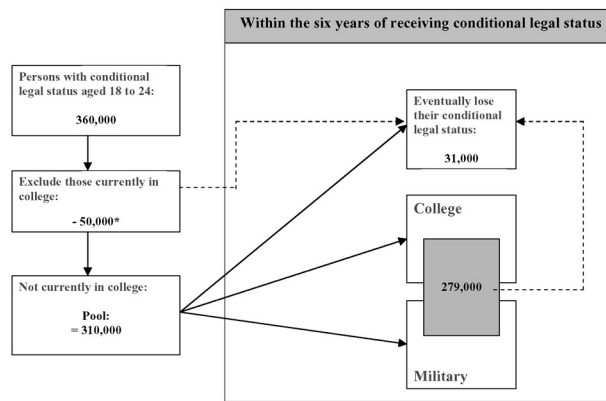 Within the six years of receiving conditional legal status
Persons with conditional
legal status aged 18 to 24:
360,000
Exclude those currently in
college:
- 50,000*
Not currently in college:
Pool:
= 310,000
Eventually lose
their conditional
legal status:
31,000
College
279,000
Military